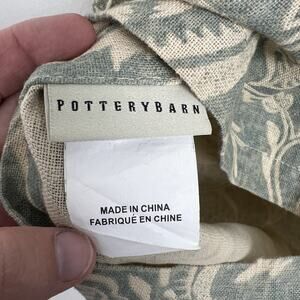 POTTERYBARN
MADE IN CHINA
FABRIQUÉ EN CHINE